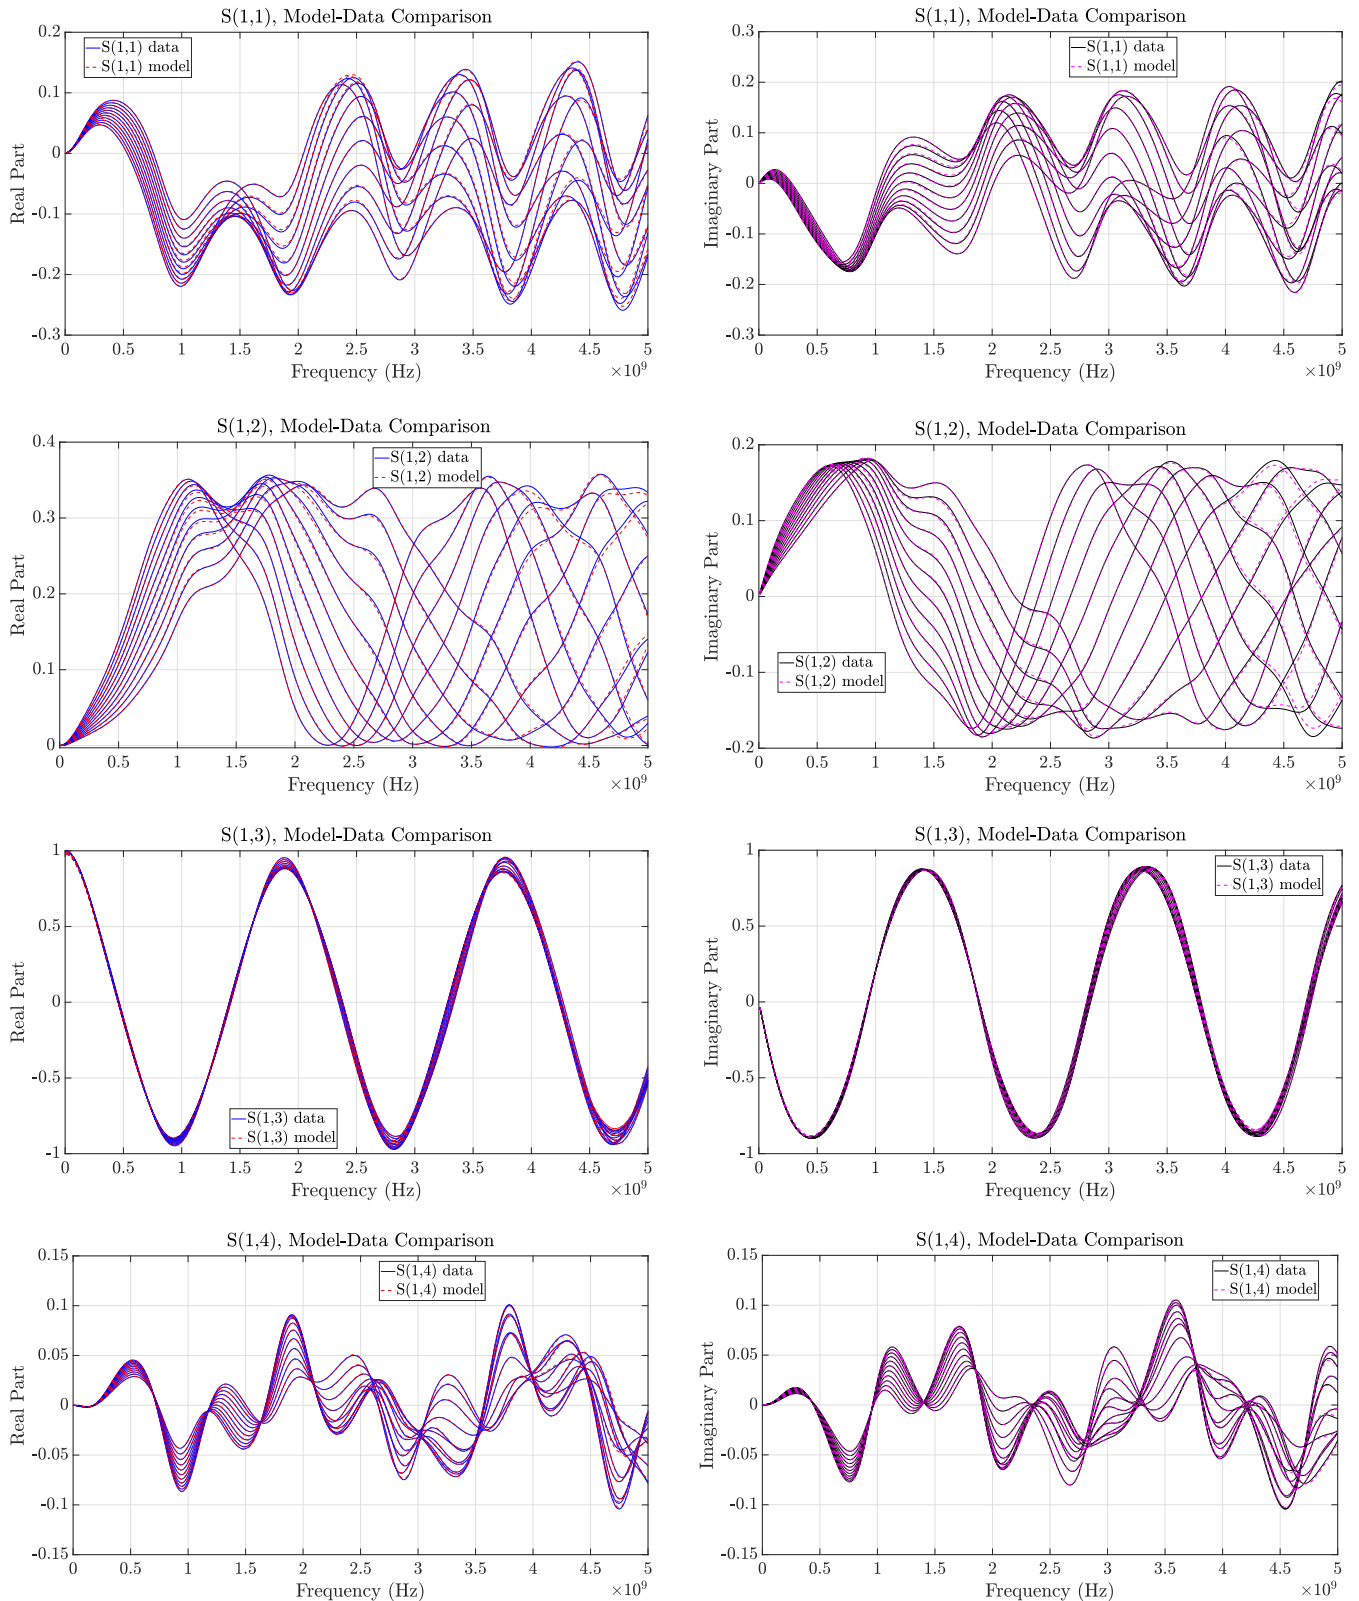 S(1,1), Model-Data Comparison
S(1,1) data
S(1,1) model
Real Part
0.2
0.1
0
-0.1
-0.2
-0.3
0 0.5 1 1.5 2 2.5 3 3.5 4 4.5 5
Frequency (Hz)
×10⁹
S(1,1), Model-Data Comparison
S(1,1) data
S(1,1) model
Imaginary Part
0.3
0.2
0.1
0
-0.1
-0.2
-0.3
0 0.5 1 1.5 2 2.5 3 3.5 4 4.5 5
Frequency (Hz)
×10⁹
S(1,2), Model-Data Comparison
S(1,2) data
S(1,2) model
Real Part
0.4
0.3
0.2
0.1
0
0 0.5 1 1.5 2 2.5 3 3.5 4 4.5 5
Frequency (Hz)
×10⁹
S(1,2), Model-Data Comparison
S(1,2) data
S(1,2) model
Imaginary Part
0.2
0.1
0
-0.1
-0.2
0 0.5 1 1.5 2 2.5 3 3.5 4 4.5 5
Frequency (Hz)
×10⁹
S(1,3), Model-Data Comparison
S(1,3) data
S(1,3) model
Real Part
1
0.5
0
-0.5
-1
0 0.5 1 1.5 2 2.5 3 3.5 4 4.5 5
Frequency (Hz)
×10⁹
S(1,3), Model-Data Comparison
S(1,3) data
S(1,3) model
Imaginary Part
1
0.5
0
-0.5
-1
0 0.5 1 1.5 2 2.5 3 3.5 4 4.5 5
Frequency (Hz)
×10⁹
S(1,4), Model-Data Comparison
S(1,4) data
S(1,4) model
Real Part
0.15
0.1
0.05
0
-0.05
-0.1
-0.15
0 0.5 1 1.5 2 2.5 3 3.5 4 4.5 5
Frequency (Hz)
×10⁹
S(1,4), Model-Data Comparison
S(1,4) data
S(1,4) model
Imaginary Part
0.15
0.1
0.05
0
-0.05
-0.1
-0.15
0 0.5 1 1.5 2 2.5 3 3.5 4 4.5 5
Frequency (Hz)
×10⁹